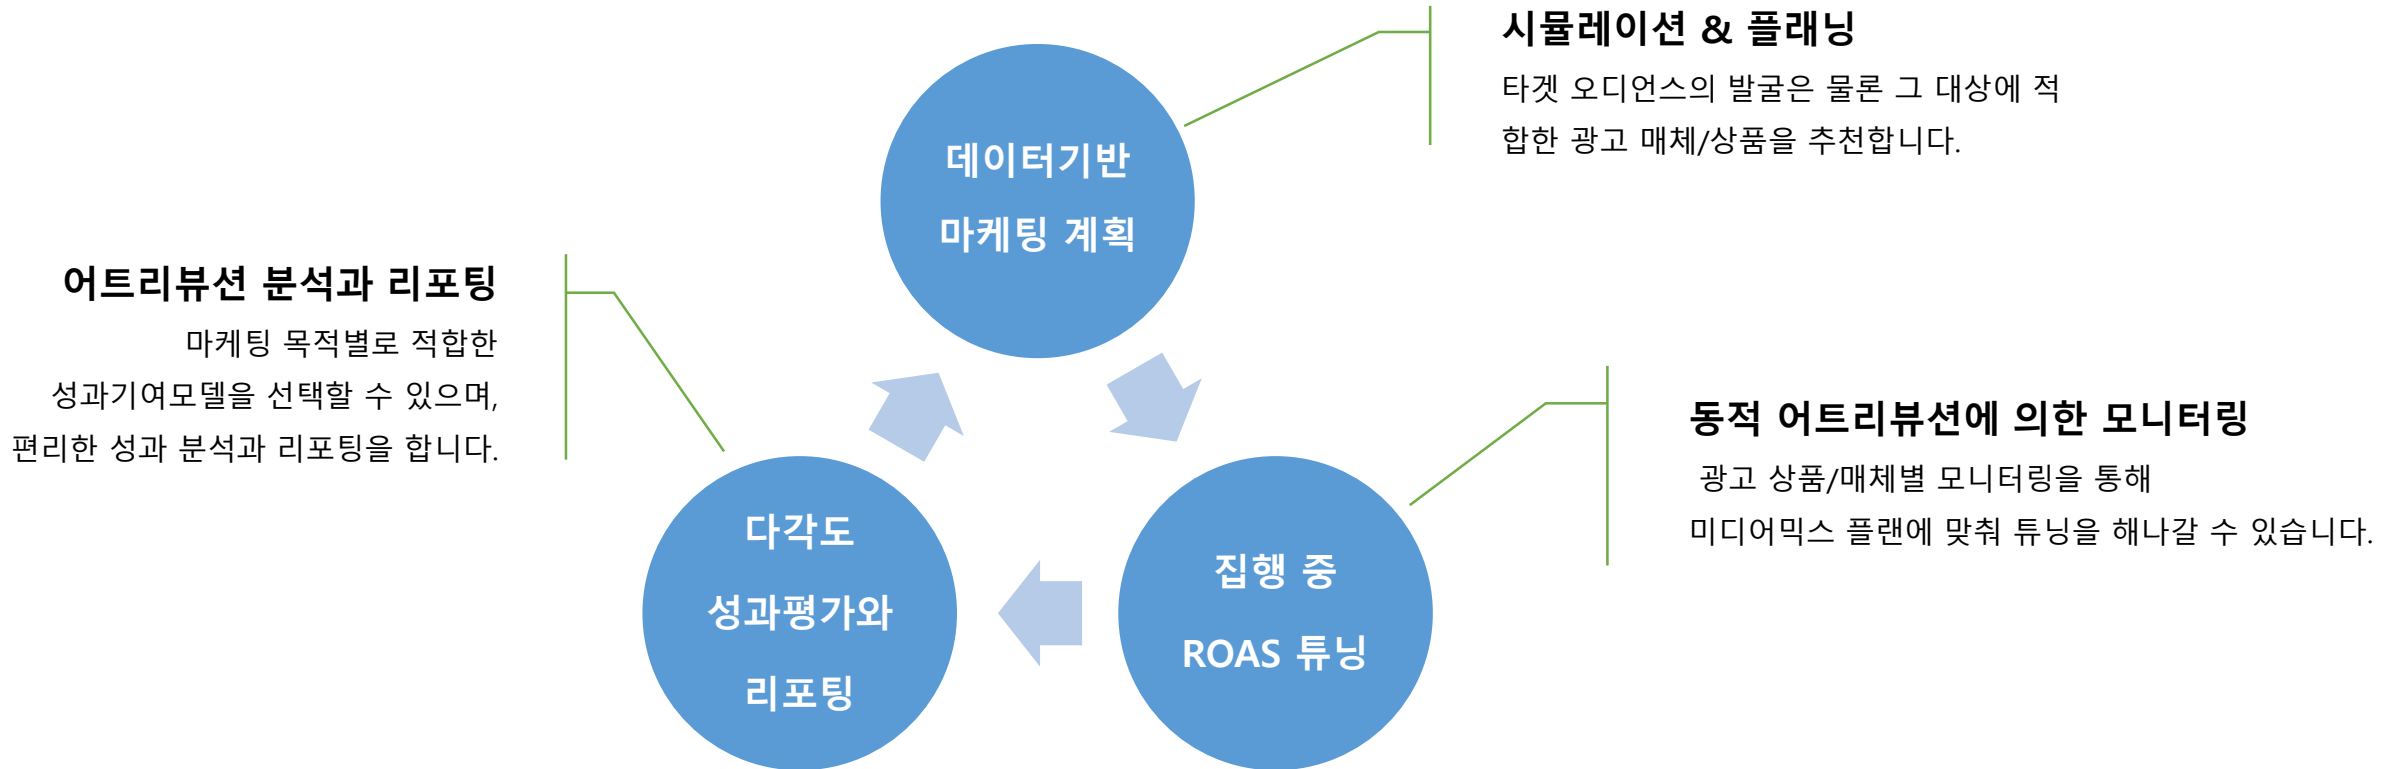 시뮬레이션 & 플래닝
타겟 오디언스의 발굴은 물론 그 대상에 적
합한 광고 매체/상품을 추천합니다.
데이터기반
마케팅 계획
어트리뷰션 분석과 리포팅
마케팅 목적별로 적합한
성과기여모델을 선택할 수 있으며,
편리한 성과 분석과 리포팅을 합니다.
동적 어트리뷰션에 의한 모니터링
광고 상품/매체별 모니터링을 통해
미디어믹스 플랜에 맞춰 튜닝을 해나갈 수 있습니다.
다각도
성과평가와
리포팅
집행 중
ROAS 튜닝